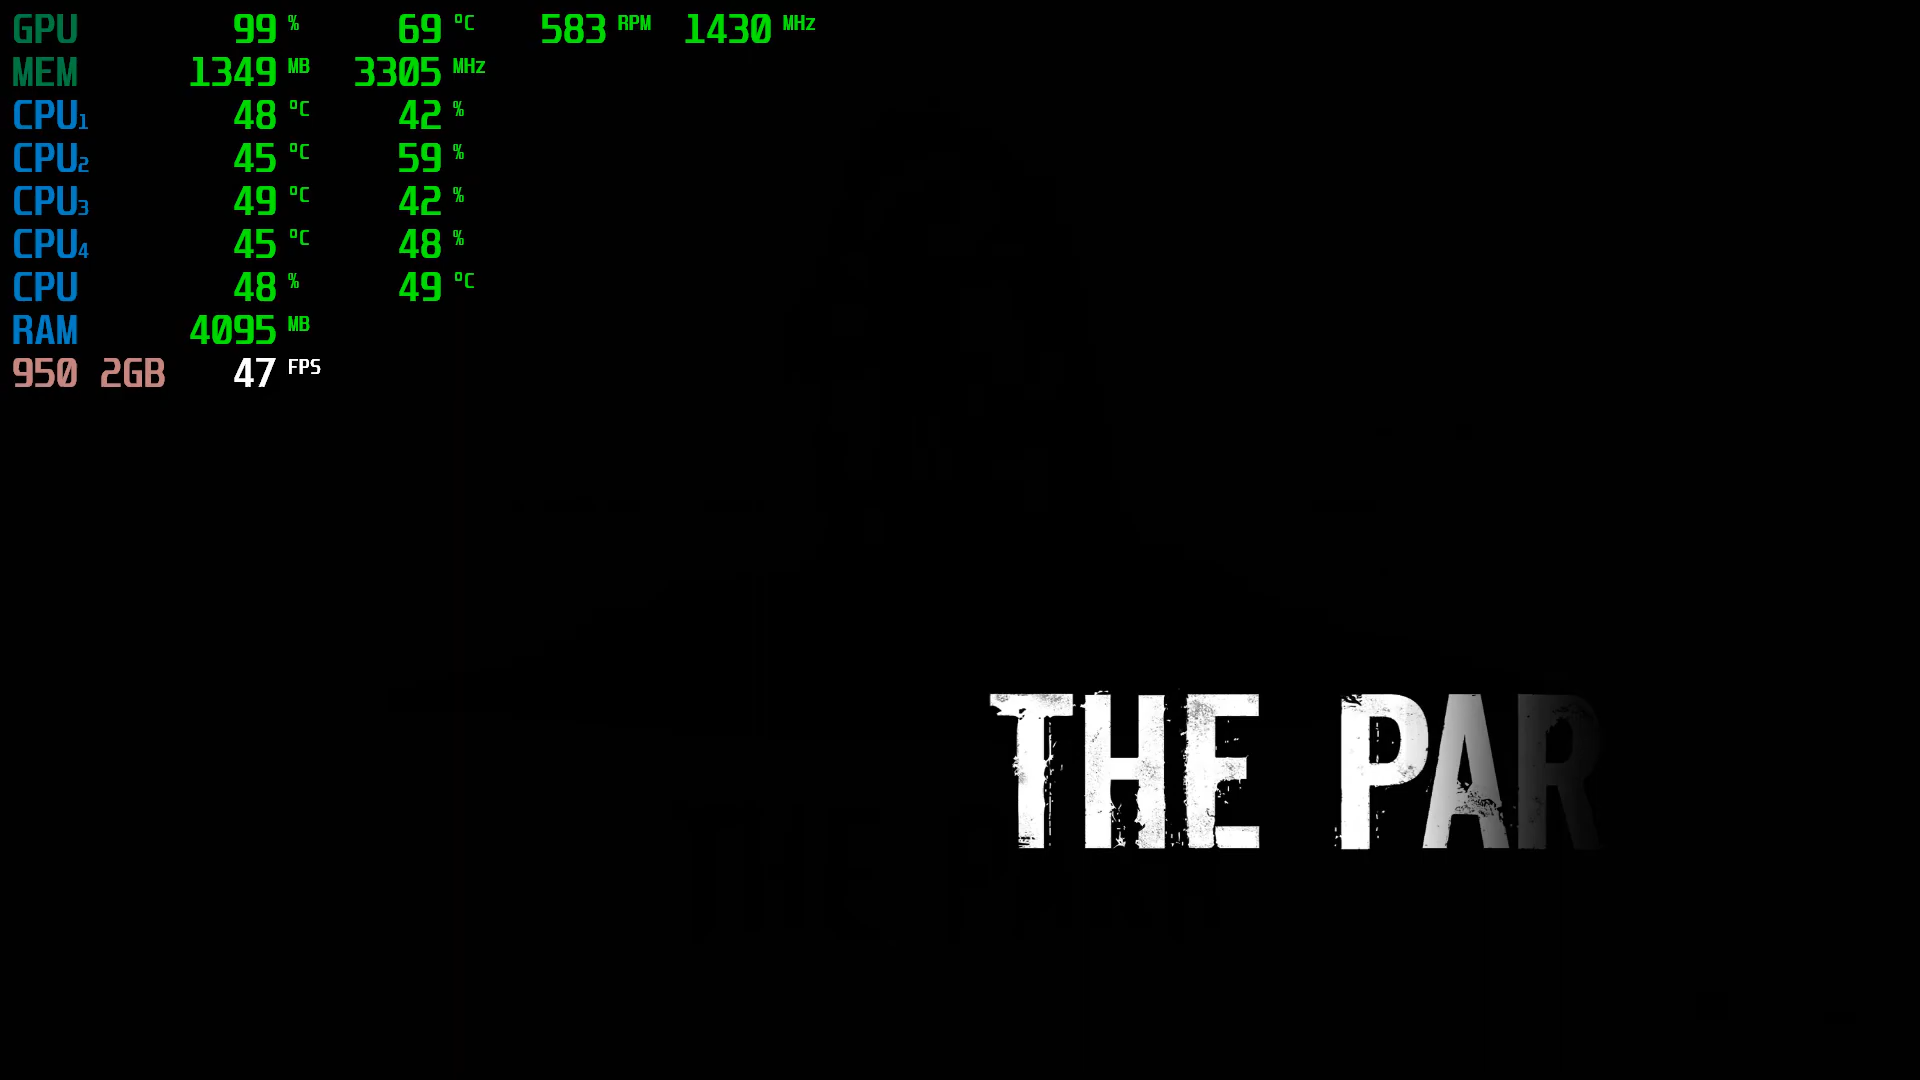 GPU 99 % 69 °C 583 RPM 1430 MHz
MEM 1349 MB 3305 MHz
CPU1 48 °C 42 %
CPU2 45 °C 59 %
CPU3 49 °C 42 %
CPU4 45 °C 48 %
CPU 48 % 49 °C
RAM 4095 MB
950 2GB 47 FPS
THE PAR